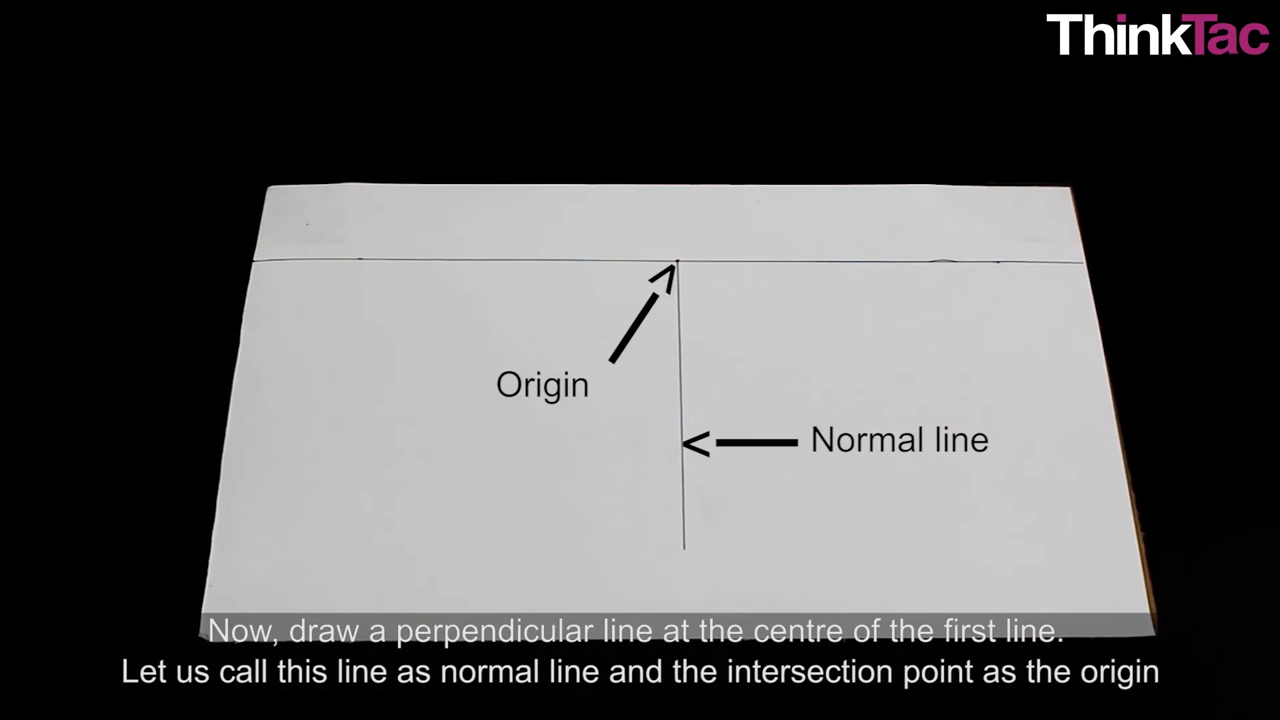 ThinkTac
Origin
Normal line
Now, draw a perpendicular line at the centre of the first line.
Let us call this line as normal line and the intersection point as the origin